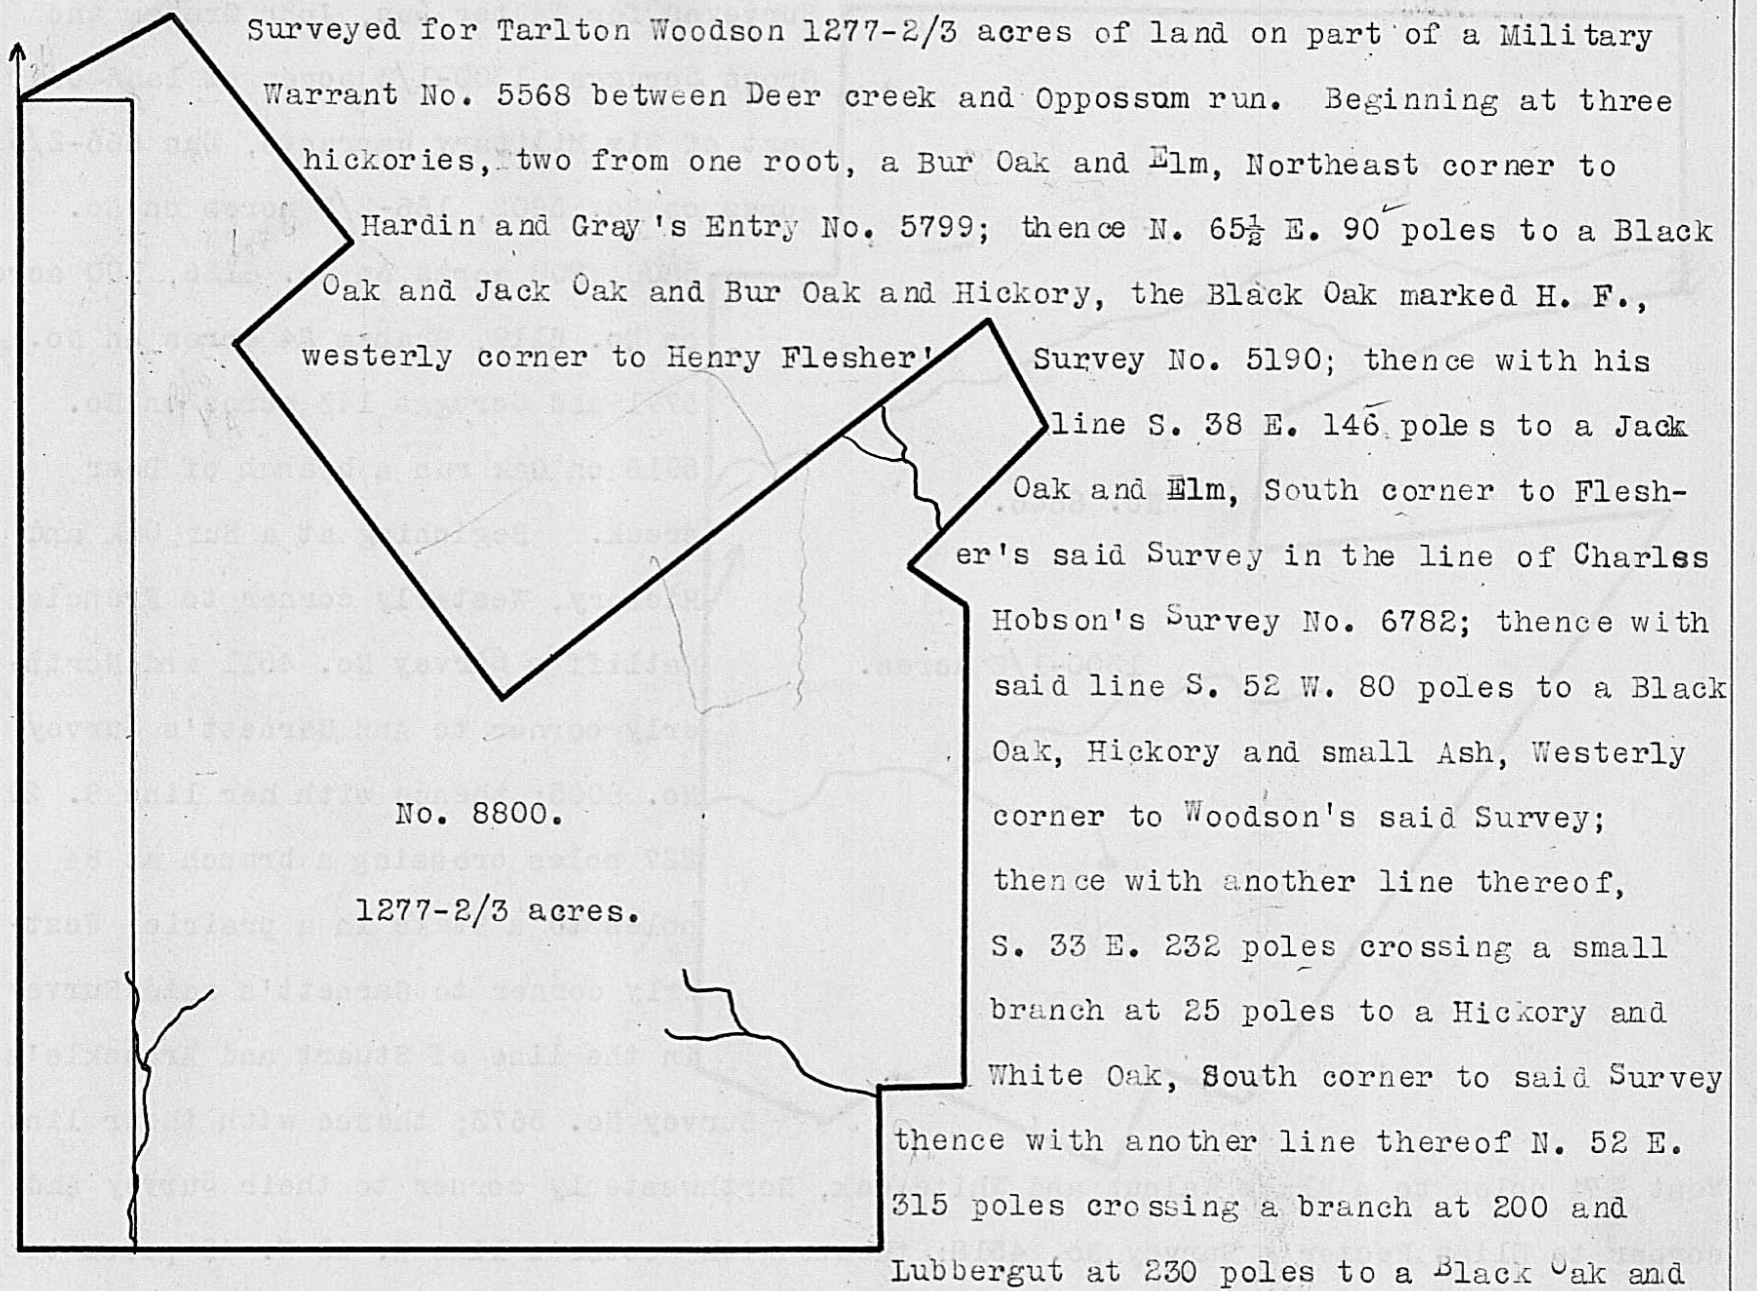 Surveyed for Tarlton Woodson 1277-2/3 acres of land on part of a Military
Warrant No. 5568 between Deer creek and Oppossum run. Beginning at three
hickories, two from one root, a Bur Oak and Elm, Northeast corner to
Hardin and Gray's Entry No. 5799; thence N. 65½ E. 90 poles to a Black
Oak and Jack Oak and Bur Oak and Hickory, the Black Oak marked H. F.,
westerly corner to Henry Flesher' Survey No. 5190; thence with his
line S. 38 E. 146 poles to a Jack
Oak and Elm, South corner to Flesh-
er's said Survey in the line of Charles
Hobson's Survey No. 6782; thence with
said line S. 52 W. 80 poles to a Black
Oak, Hickory and small Ash, Westerly
corner to Woodson's said Survey;
thence with another line thereof,
S. 33 E. 232 poles crossing a small
branch at 25 poles to a Hickory and
White Oak, South corner to said Survey
thence with another line thereof N. 52 E.
315 poles crossing a branch at 200 and
Lubbergut at 230 poles to a Black Oak and
No. 8800.
1277-2/3 acres.